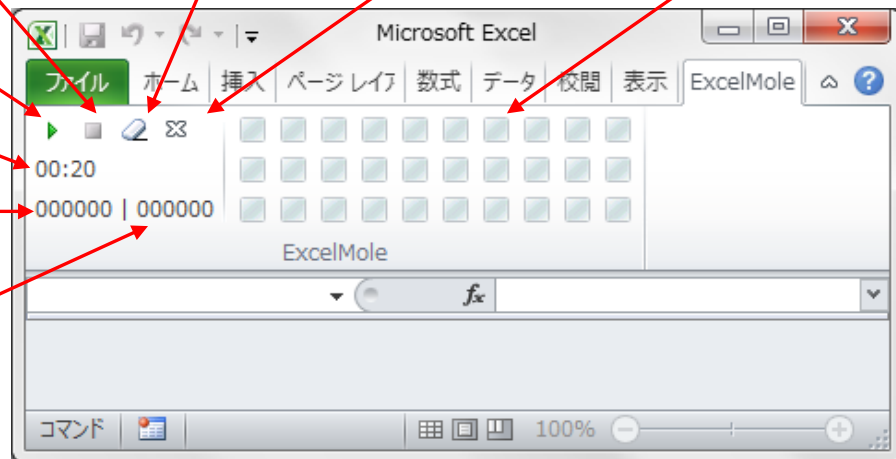 Microsoft Excel
ファイル ホーム 挿入 ページ レイア 数式 データ 校閲 表示 ExcelMole
00:20
000000 | 000000
ExcelMole
fx
コマンド 100%